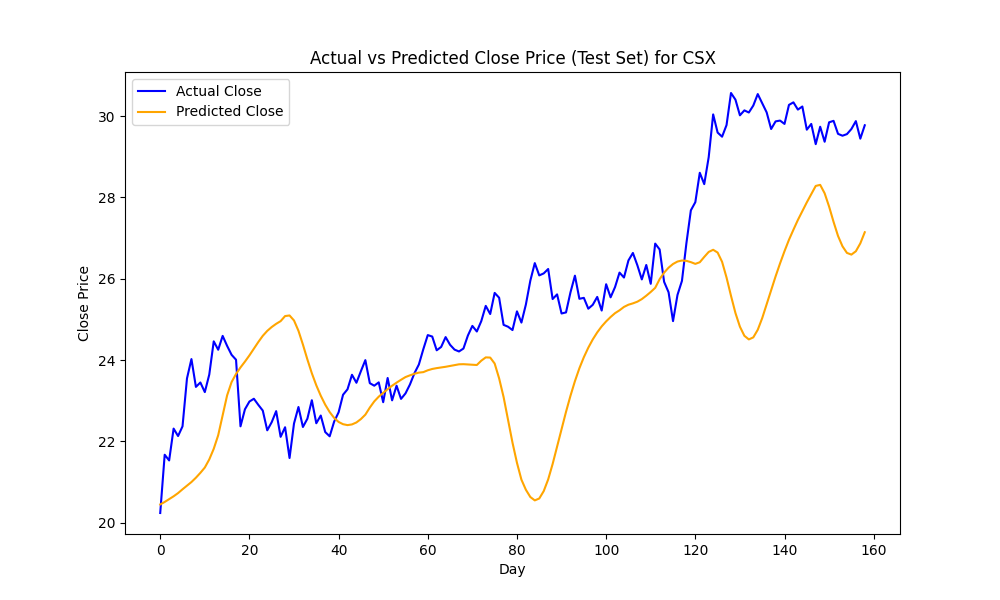 Actual vs Predicted Close Price (Test Set) for CSX
Actual Close
Predicted Close
Close Price
30
28
26
24
22
20
0 20 40 60 80 100 120 140 160
Day